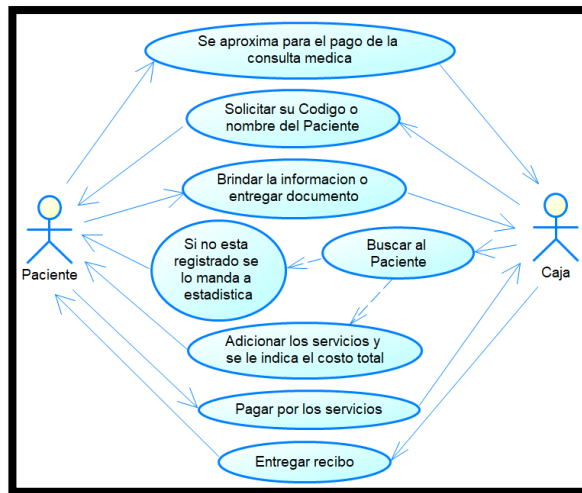 Se aproxima para el pago de la
consulta medica
Solicitar su Codigo o
nombre del Paciente
Brindar la informacion o
entregar documento
Paciente
Si no esta
registrado se
lo manda a
estadistica
Buscar al
Paciente
Caja
Adicionar los servicios y
se le indica el costo total
Pagar por los servicios
Entregar recibo